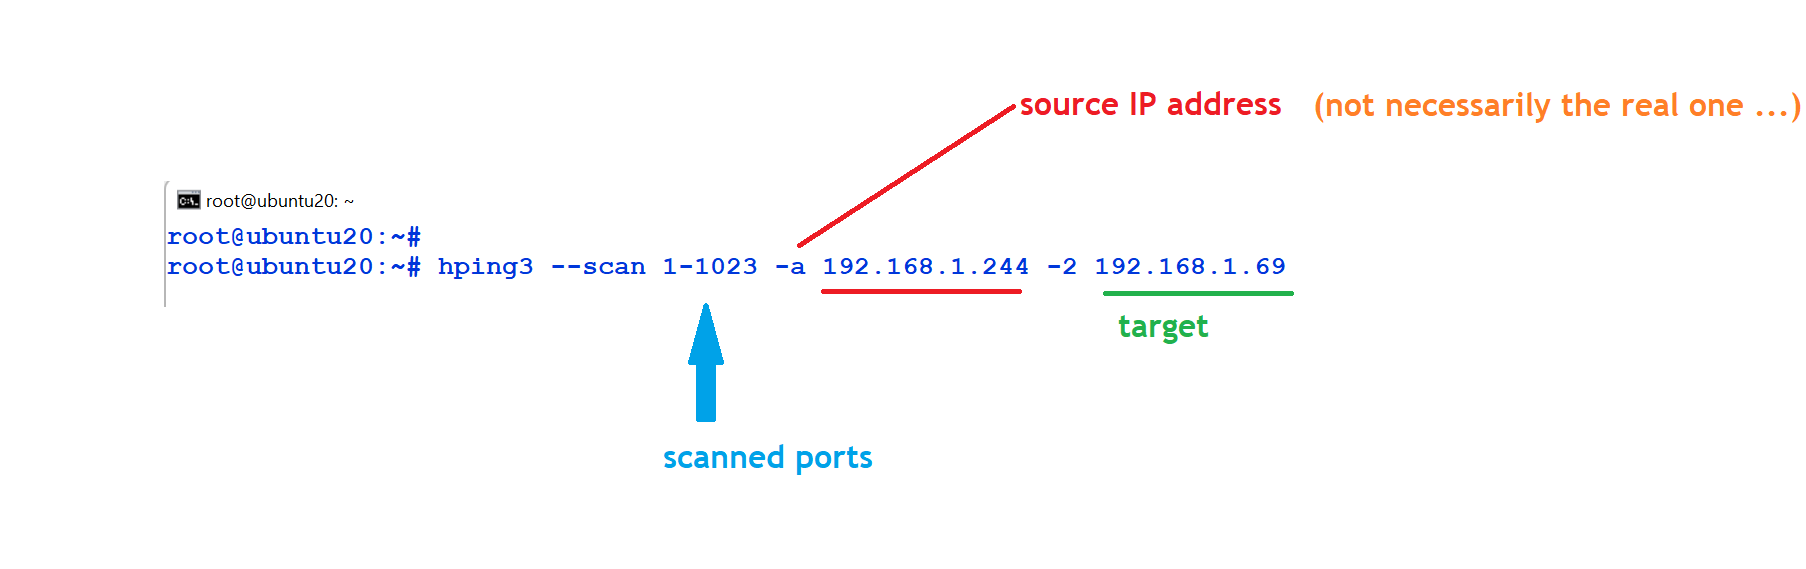 source IP address (not necessarily the real one ...)
root@ubuntu20: ~
root@ubuntu20:~#
root@ubuntu20:~# hping3 --scan 1-1023 -a 192.168.1.244 -2 192.168.1.69
target
scanned ports